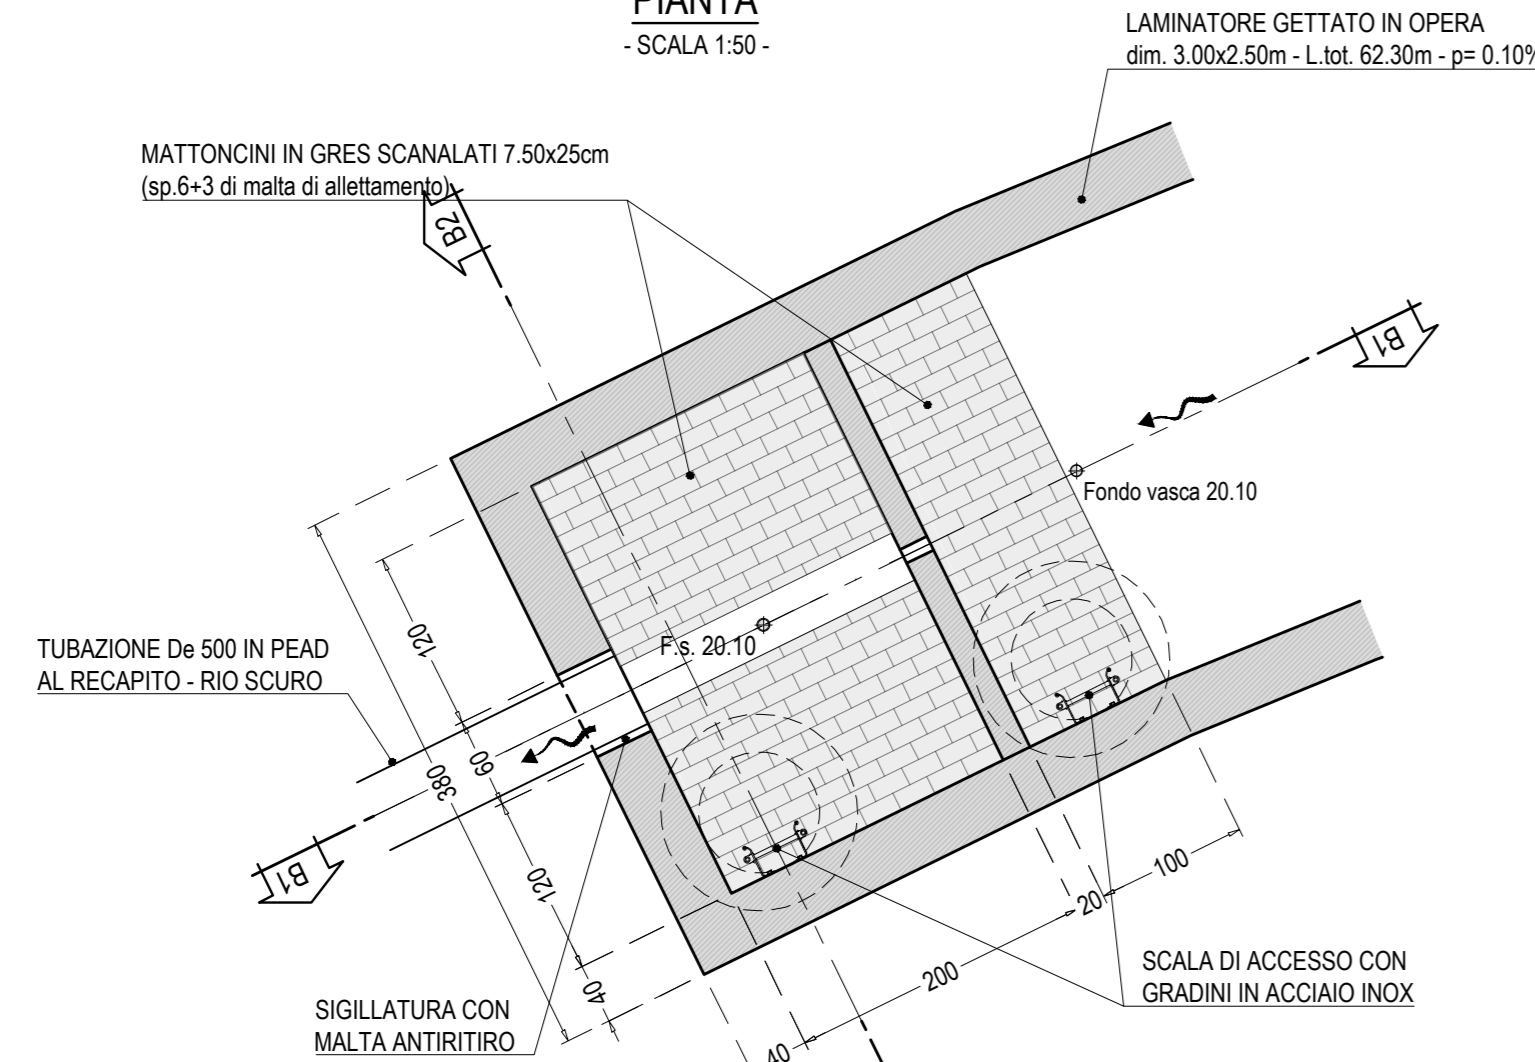 PIANTA
- SCALA 1:50 -
LAMINATORE GETTATO IN OPERA
dim. 3.00x2.50m - L.tot. 62.30m - p= 0.10%
MATTONCINI IN GRES SCANALATI 7.50x25cm
(sp.6+3 di malta di allettamento)
B2
B1
Fondo vasca 20.10
F.s. 20.10
TUBAZIONE De 500 IN PEAD
AL RECAPITO - RIO SCURO
120
60
380
120
40
B1
100
20
200
40
SCALA DI ACCESSO CON
GRADINI IN ACCIAIO INOX
SIGILLATURA CON
MALTA ANTIRITIRO